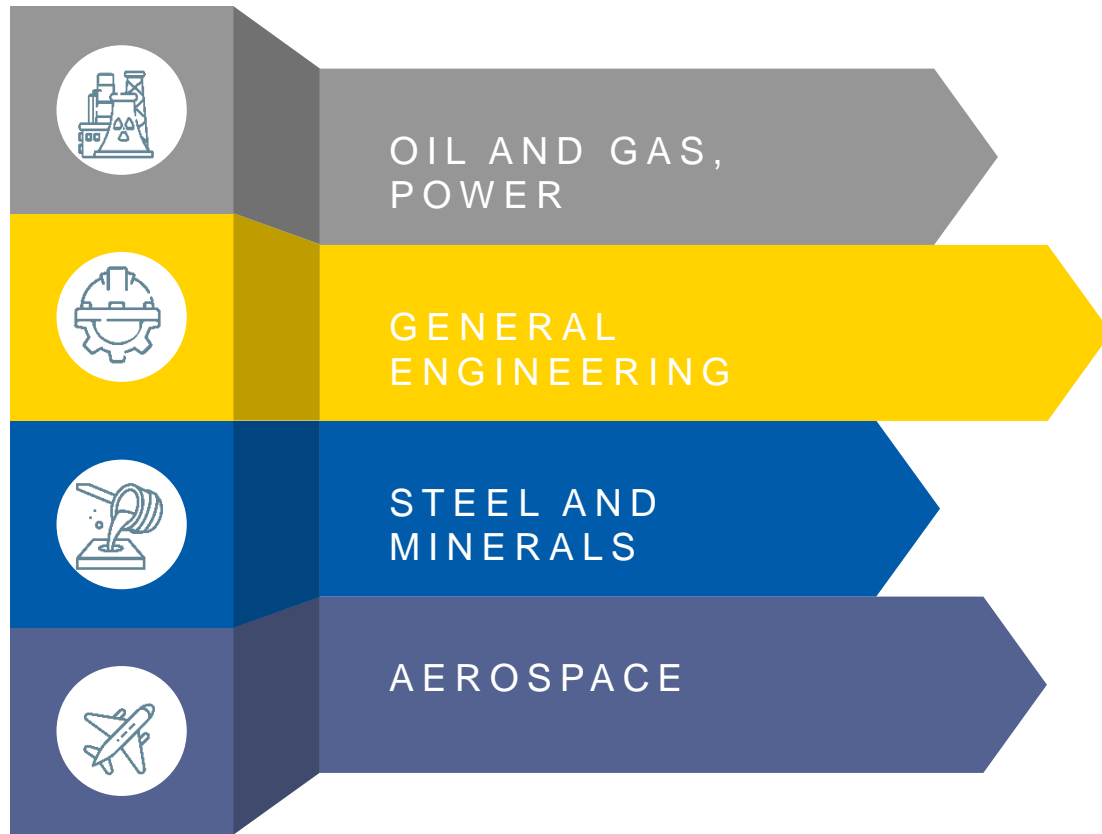 OIL AND GAS,
POWER
GENERAL
ENGINEERING
STEEL AND
MINERALS
AEROSPACE